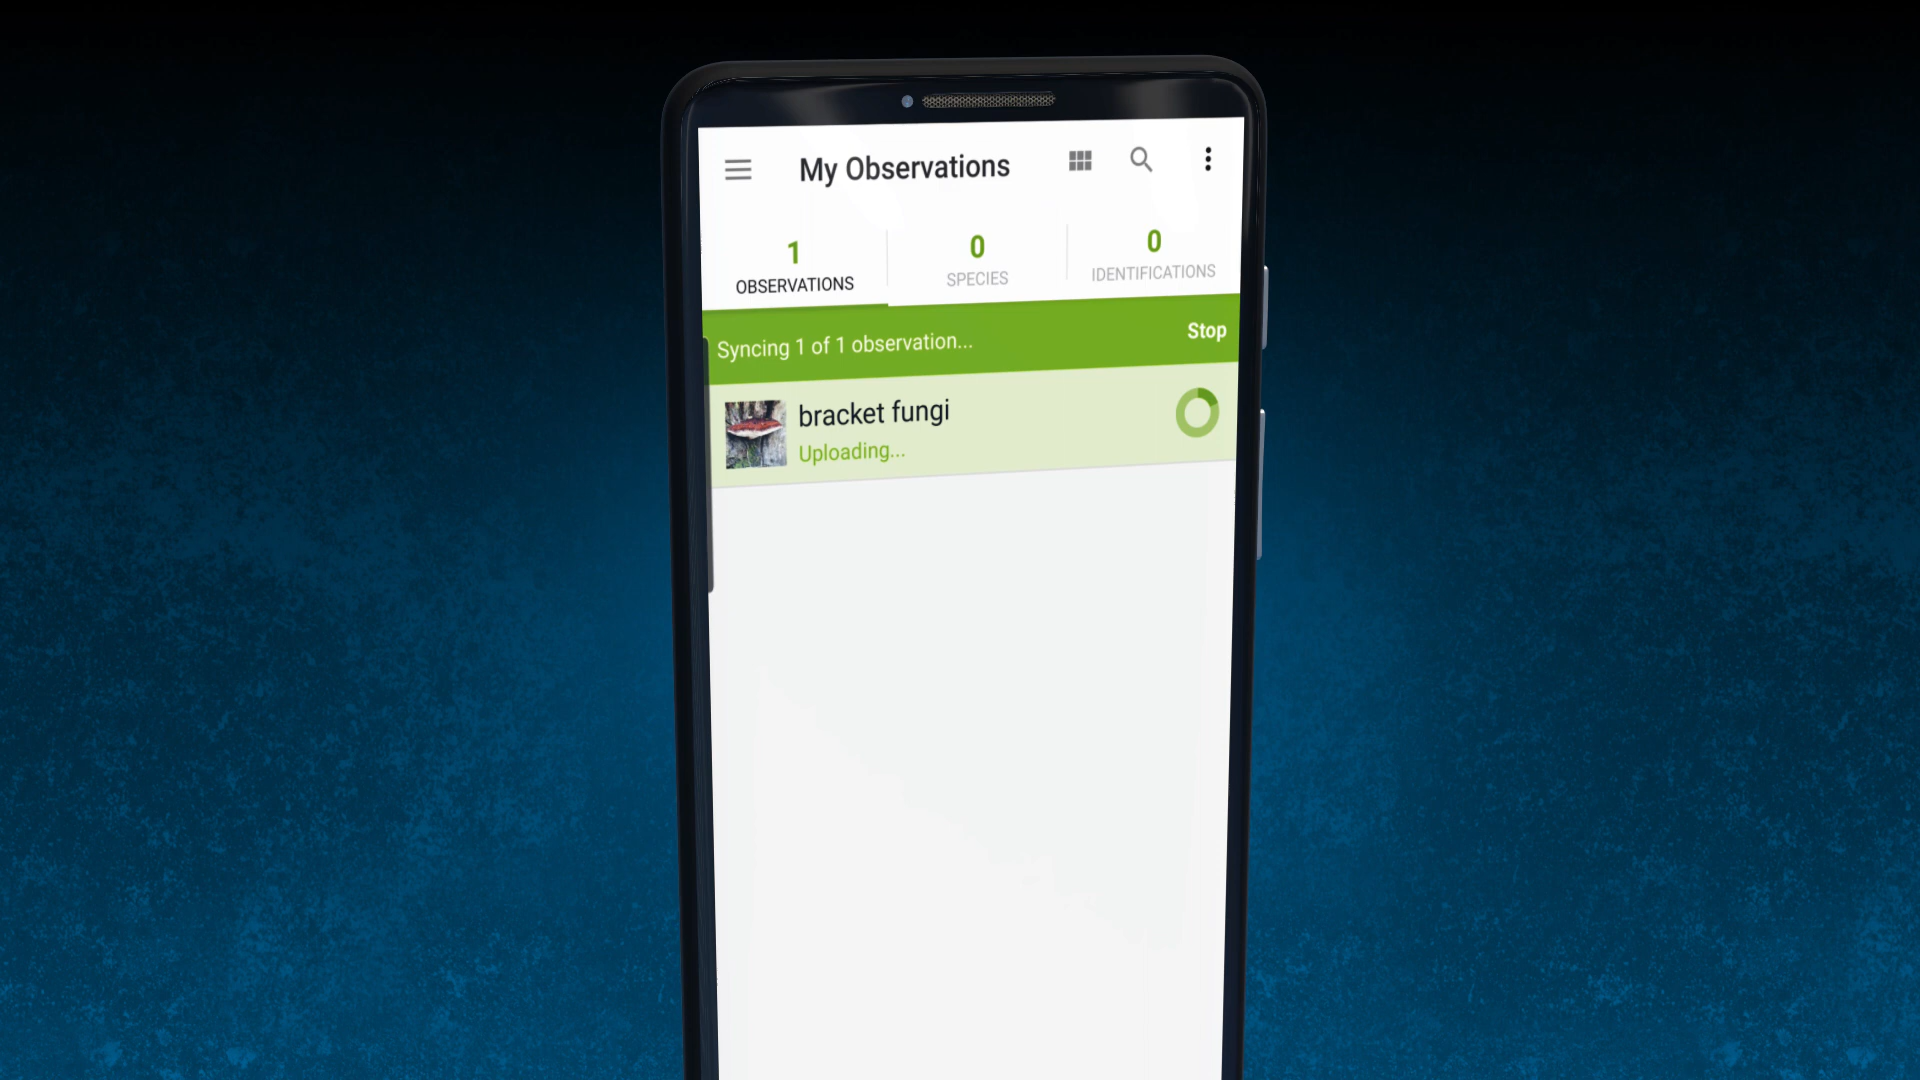 My Observations
1
OBSERVATIONS
0
SPECIES
0
IDENTIFICATIONS
Syncing 1 of 1 observation...
Stop
bracket fungi
Uploading...